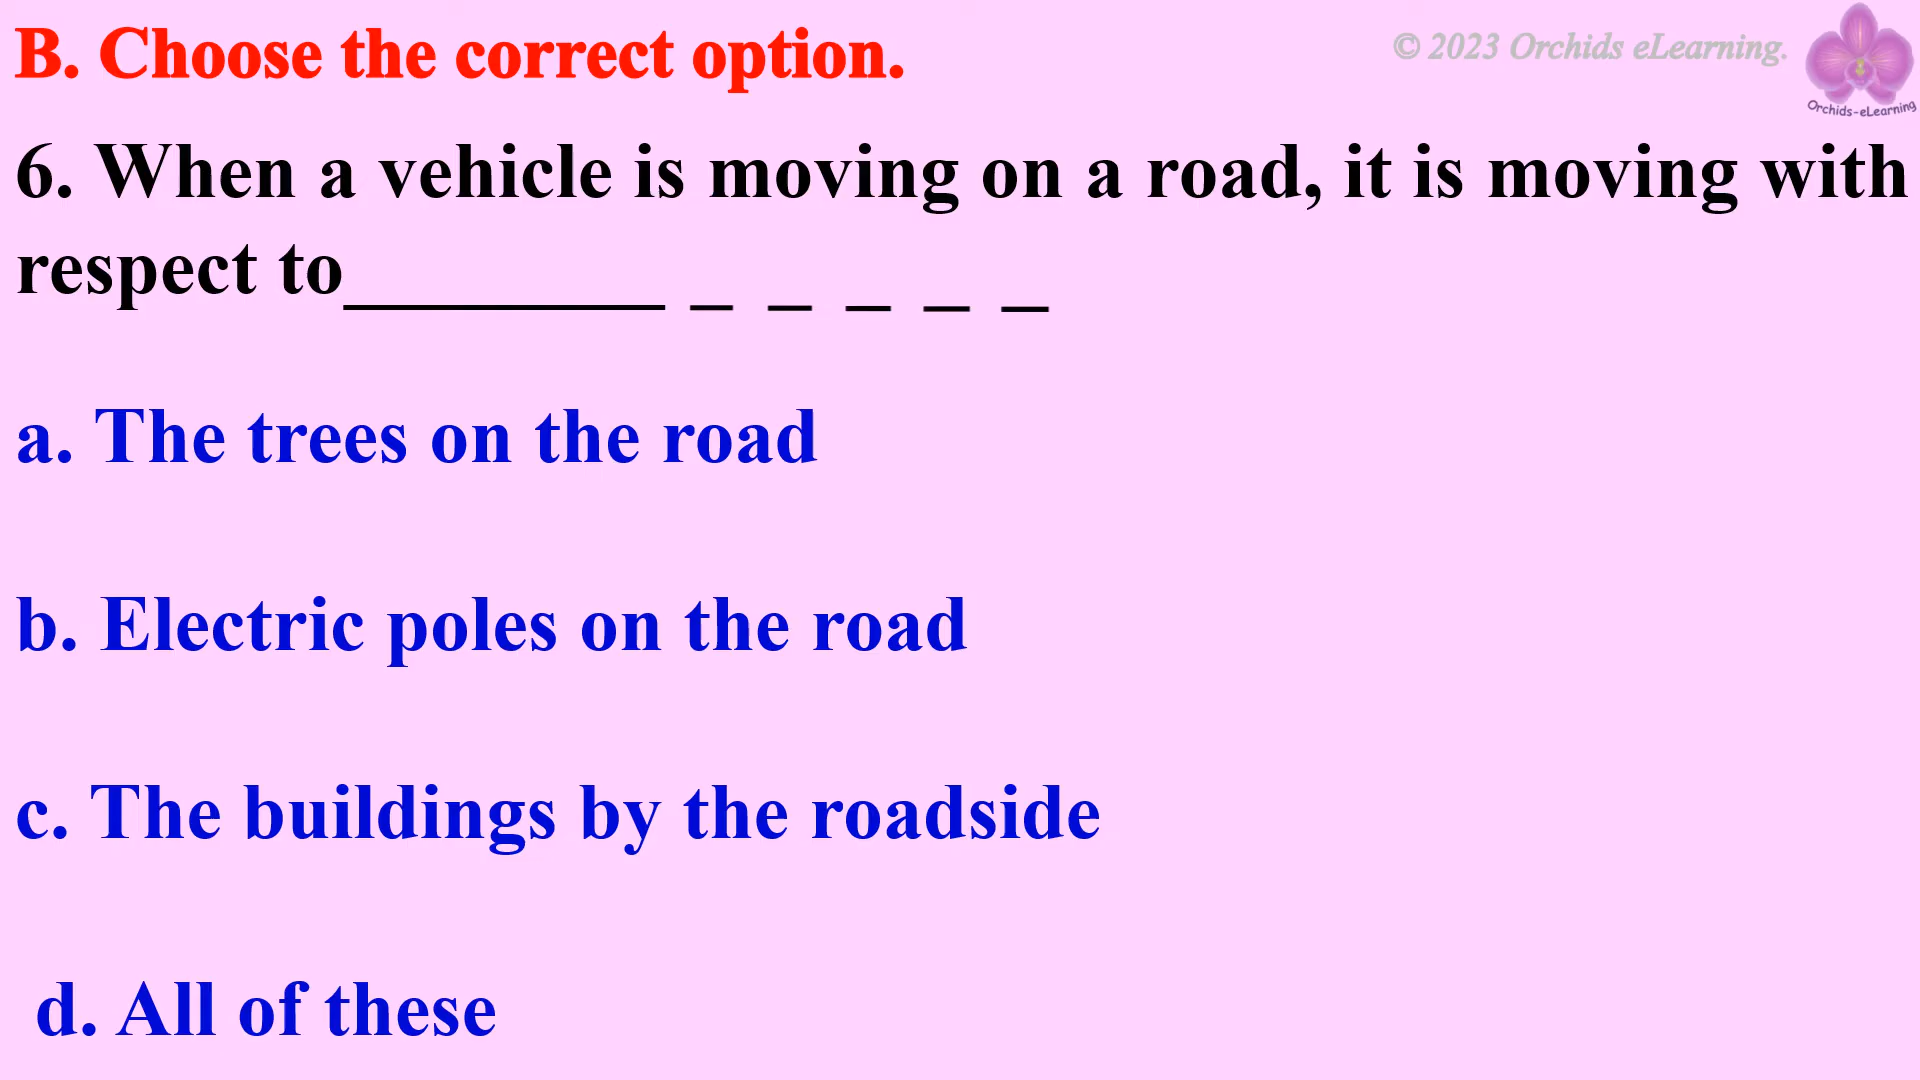 B. Choose the correct option.
© 2023 Orchids eLearning.
Orchids-eLearning
6. When a vehicle is moving on a road, it is moving with
respect to________ _ _ _ _ _
a. The trees on the road
b. Electric poles on the road
c. The buildings by the roadside
d. All of these